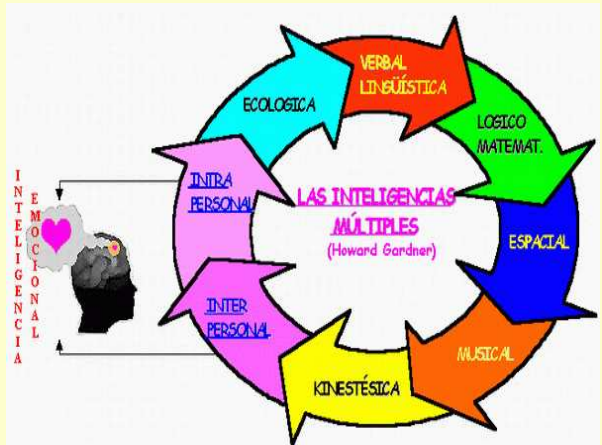 LAS INTELIGENCIAS
MÚLTIPLES
(Howard Gardner)
VERBAL
LINGÜÍSTICA
LOGICO
MATEMAT.
ESPACIAL
MUSICAL
KINESTÉSICA
INTER
PERSONAL
INTRA
PERSONAL
ECOLOGICA
INTELIGENCIA
EMOCIONAL